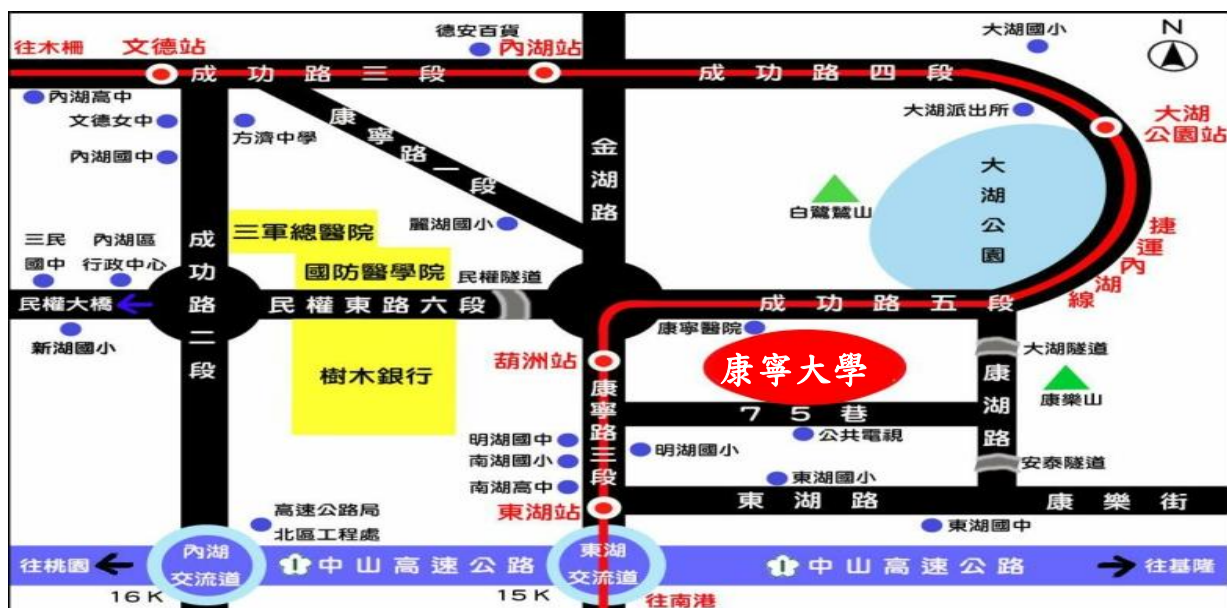 德安百貨
大湖國小
N
往木柵
文德站
內湖站
成功路三段
成功路四段
內湖高中
文德女中
方濟中學
內湖國中
康寧路一段
金湖路
大湖派出所
大湖
公園站
大湖公園
白鷺鷥山
麗湖國小
三軍總醫院
國防醫學院
民權隧道
三民
國中
內湖區
行政中心
成功路二段
捷運內湖線
民權大橋
民權東路六段
成功路五段
新湖國小
康寧醫院
葫洲站
康寧大學
大湖隧道
樹木銀行
康寧路三段
康湖路
康樂山
75巷
明湖國中
明湖國小
公共電視
南湖國小
安泰隧道
南湖高中
東湖國小
東湖站
東湖路
康樂街
高速公路局
北區工程處
東湖國中
往桃園
內湖
交流道
1
中山高速公路
東湖
交流道
1
中山高速公路
往基隆
16K
15K
往南港